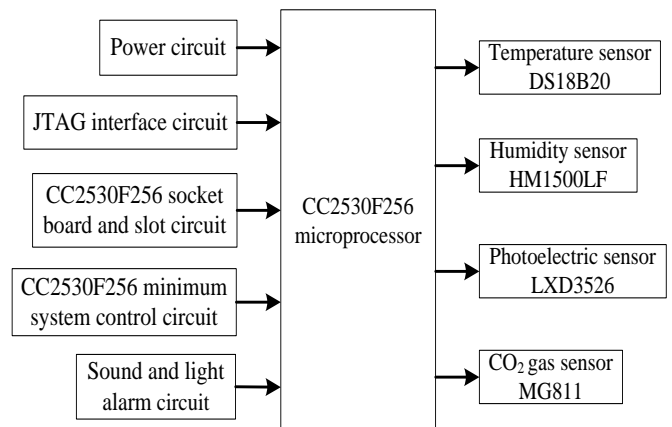 Power circuit
JTAG interface circuit
CC2530F256 socket
board and slot circuit
CC2530F256 minimum
system control circuit
Sound and light
alarm circuit
CC2530F256
microprocessor
Temperature sensor
DS18B20
Humidity sensor
HM1500LF
Photoelectric sensor
LXD3526
CO₂ gas sensor
MG811